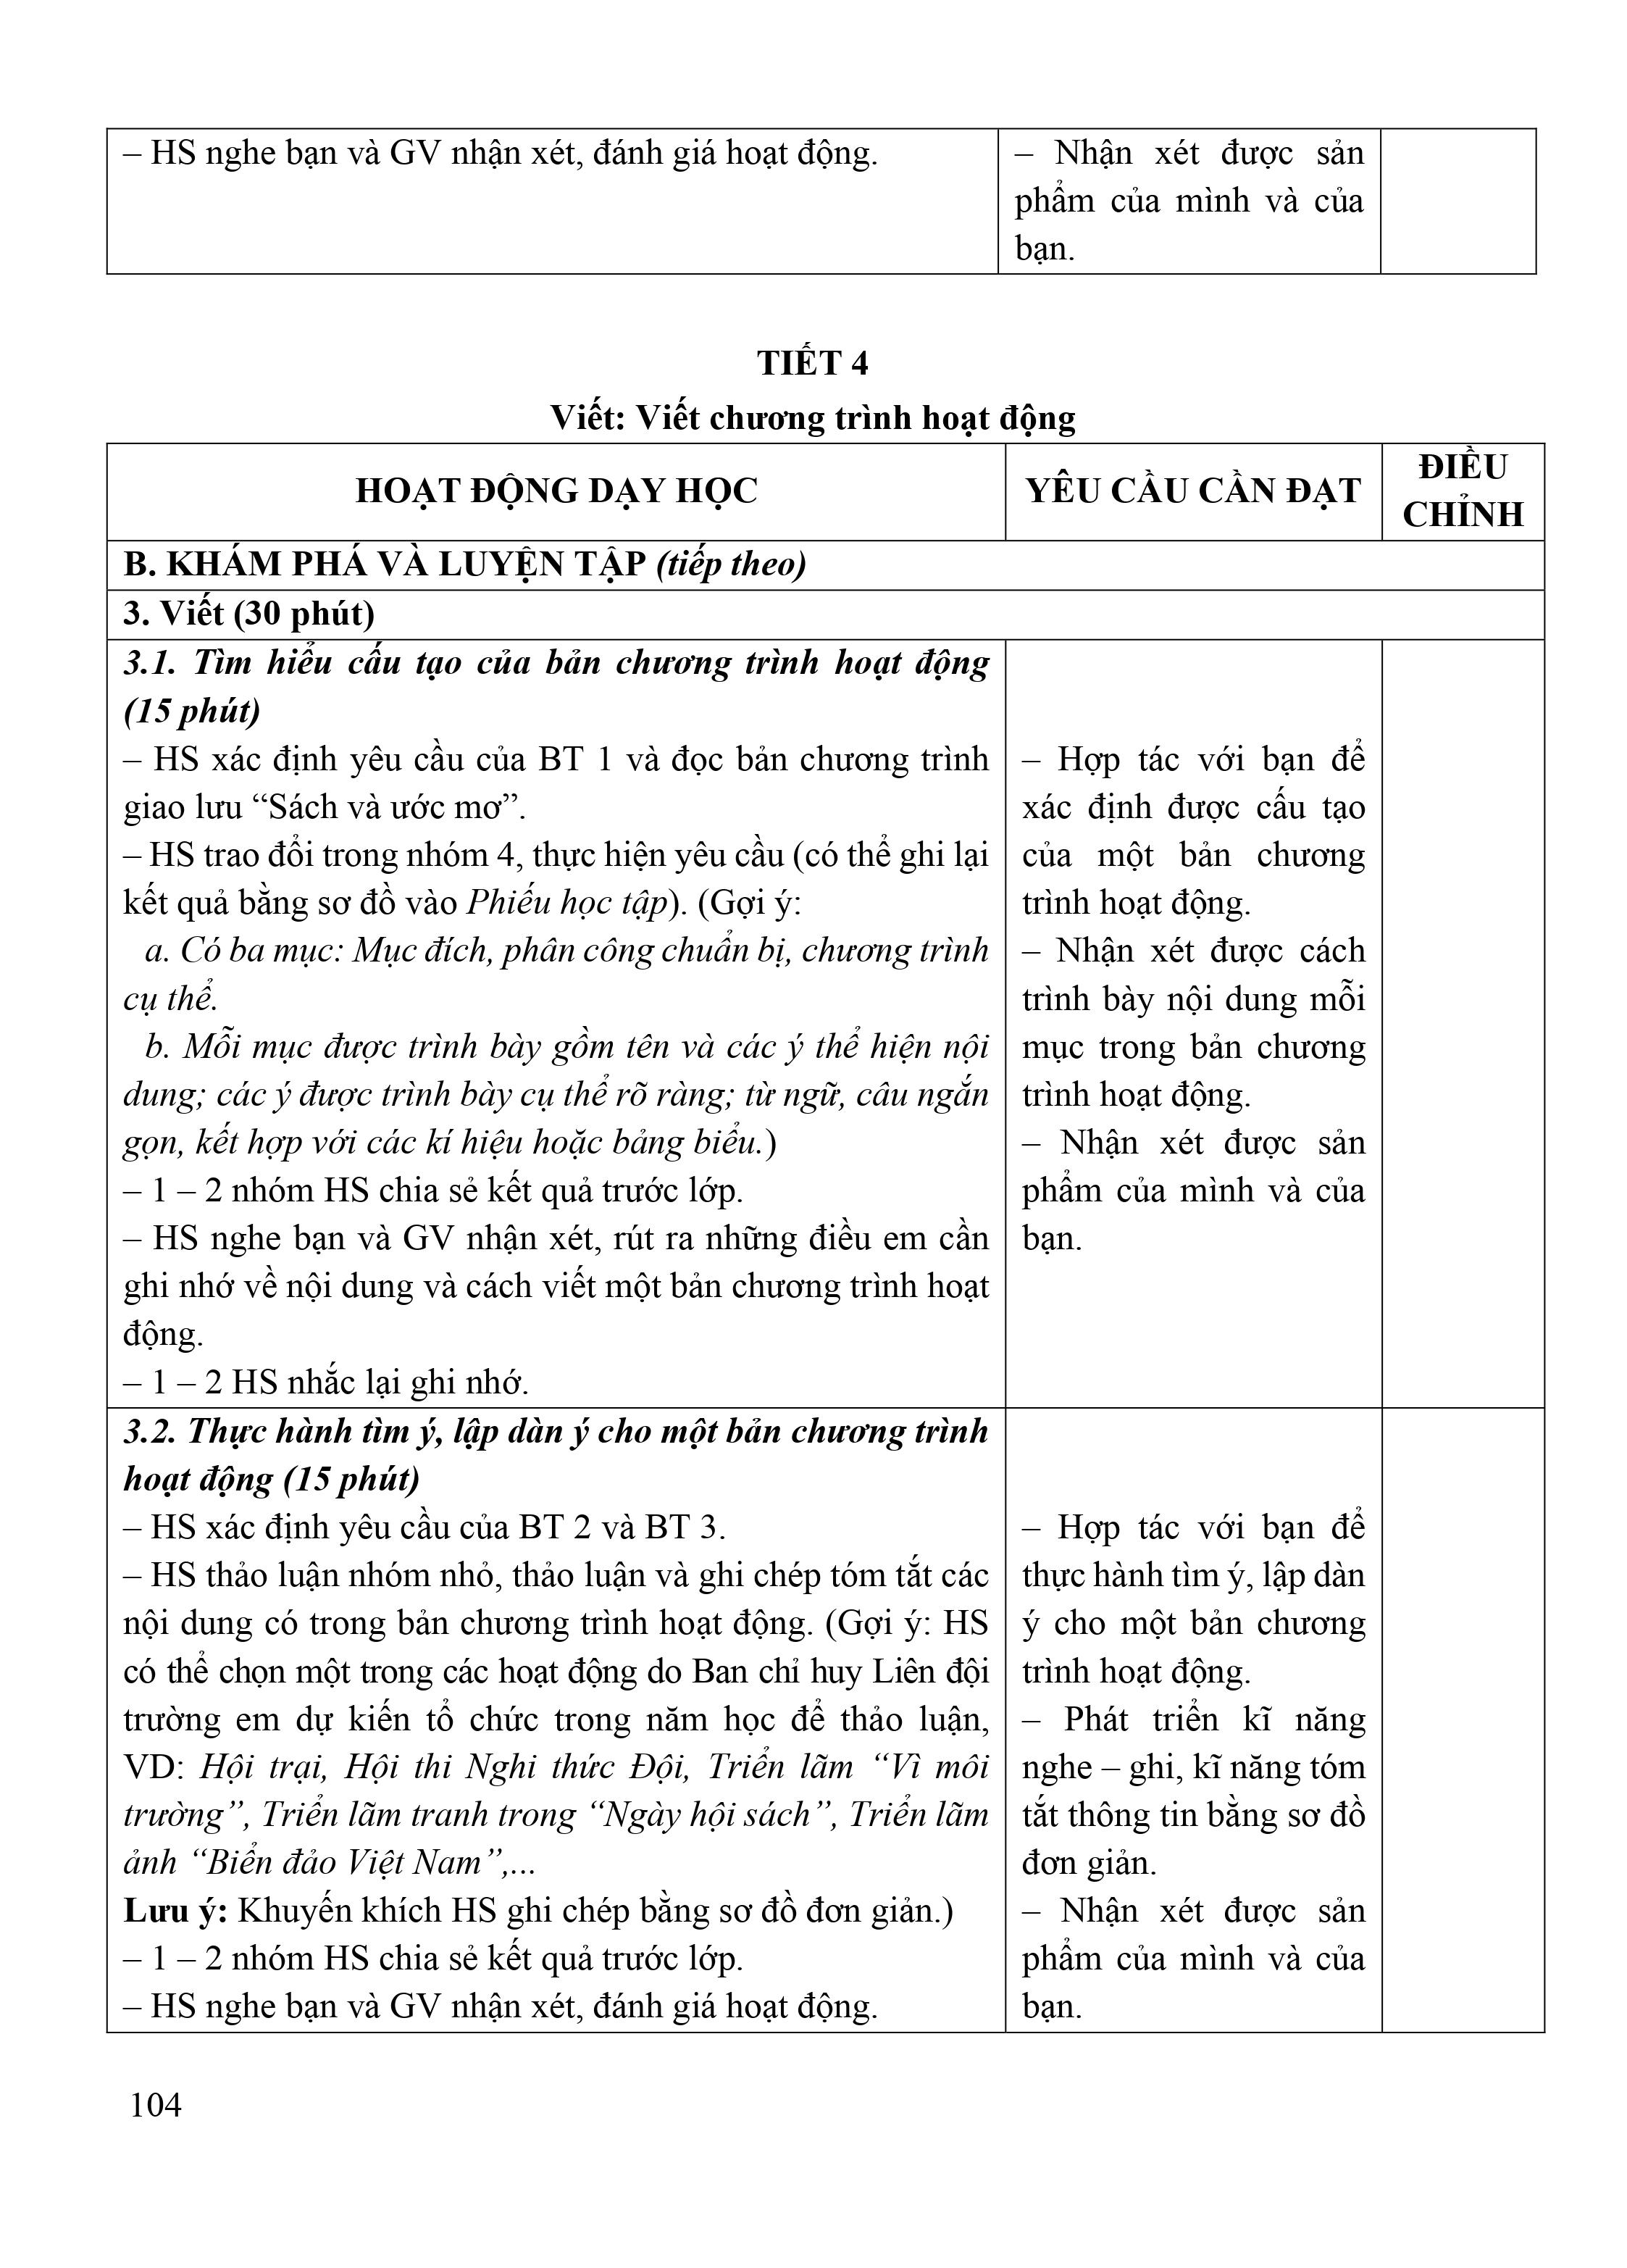 – HS nghe bạn và GV nhận xét, đánh giá hoạt động.
– Nhận xét được sản
phẩm của mình và của
bạn.
TIẾT 4
Viết: Viết chương trình hoạt động
HOẠT ĐỘNG DẠY HỌC
YÊU CẦU CẦN ĐẠT
ĐIỀU
CHỈNH
B. KHÁM PHÁ VÀ LUYỆN TẬP (tiếp theo)
3. Viết (30 phút)
3.1. Tìm hiểu cấu tạo của bản chương trình hoạt động
(15 phút)
– HS xác định yêu cầu của BT 1 và đọc bản chương trình
giao lưu “Sách và ước mơ”.
– HS trao đổi trong nhóm 4, thực hiện yêu cầu (có thể ghi lại
kết quả bằng sơ đồ vào Phiếu học tập). (Gợi ý:
a. Có ba mục: Mục đích, phân công chuẩn bị, chương trình
cụ thể.
b. Mỗi mục được trình bày gồm tên và các ý thể hiện nội
dung; các ý được trình bày cụ thể rõ ràng; từ ngữ, câu ngắn
gọn, kết hợp với các kí hiệu hoặc bảng biểu.)
– 1 – 2 nhóm HS chia sẻ kết quả trước lớp.
– HS nghe bạn và GV nhận xét, rút ra những điều em cần
ghi nhớ về nội dung và cách viết một bản chương trình hoạt
động.
– 1 – 2 HS nhắc lại ghi nhớ.
– Hợp tác với bạn để
xác định được cấu tạo
của một bản chương
trình hoạt động.
– Nhận xét được cách
trình bày nội dung mỗi
mục trong bản chương
trình hoạt động.
– Nhận xét được sản
phẩm của mình và của
bạn.
3.2. Thực hành tìm ý, lập dàn ý cho một bản chương trình
hoạt động (15 phút)
– HS xác định yêu cầu của BT 2 và BT 3.
– HS thảo luận nhóm nhỏ, thảo luận và ghi chép tóm tắt các
nội dung có trong bản chương trình hoạt động. (Gợi ý: HS
có thể chọn một trong các hoạt động do Ban chỉ huy Liên đội
trường em dự kiến tổ chức trong năm học để thảo luận,
VD: Hội trại, Hội thi Nghi thức Đội, Triển lãm “Vì môi
trường”, Triển lãm tranh trong “Ngày hội sách”, Triển lãm
ảnh “Biển đảo Việt Nam”,...
Lưu ý: Khuyến khích HS ghi chép bằng sơ đồ đơn giản.)
– 1 – 2 nhóm HS chia sẻ kết quả trước lớp.
– HS nghe bạn và GV nhận xét, đánh giá hoạt động.
– Hợp tác với bạn để
thực hành tìm ý, lập dàn
ý cho một bản chương
trình hoạt động.
– Phát triển kĩ năng
nghe – ghi, kĩ năng tóm
tắt thông tin bằng sơ đồ
đơn giản.
– Nhận xét được sản
phẩm của mình và của
bạn.
104